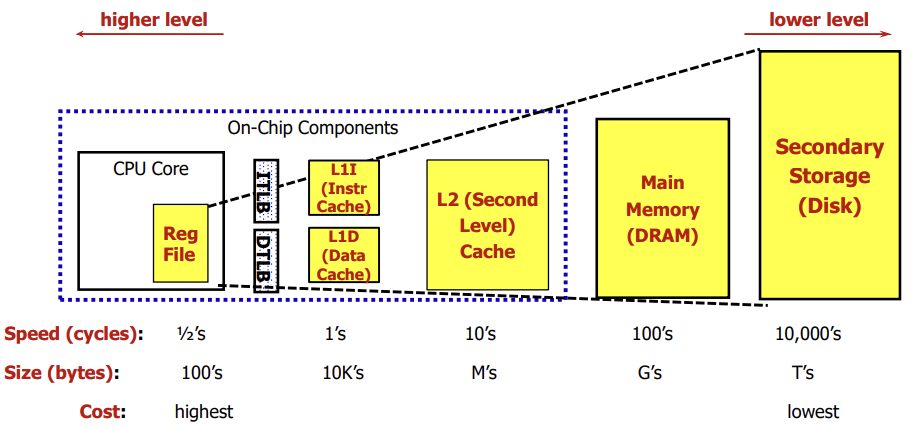 higher level
lower level
On-Chip Components
CPU Core
Reg
File
ITLB
DTLB
L1I
(Instr
Cache)
L1D
(Data
Cache)
L2 (Second
Level)
Cache
Main
Memory
(DRAM)
Secondary
Storage
(Disk)
Speed (cycles): ½’s 1’s 10’s 100’s 10,000’s
Size (bytes): 100’s 10K’s M’s G’s T’s
Cost: highest lowest